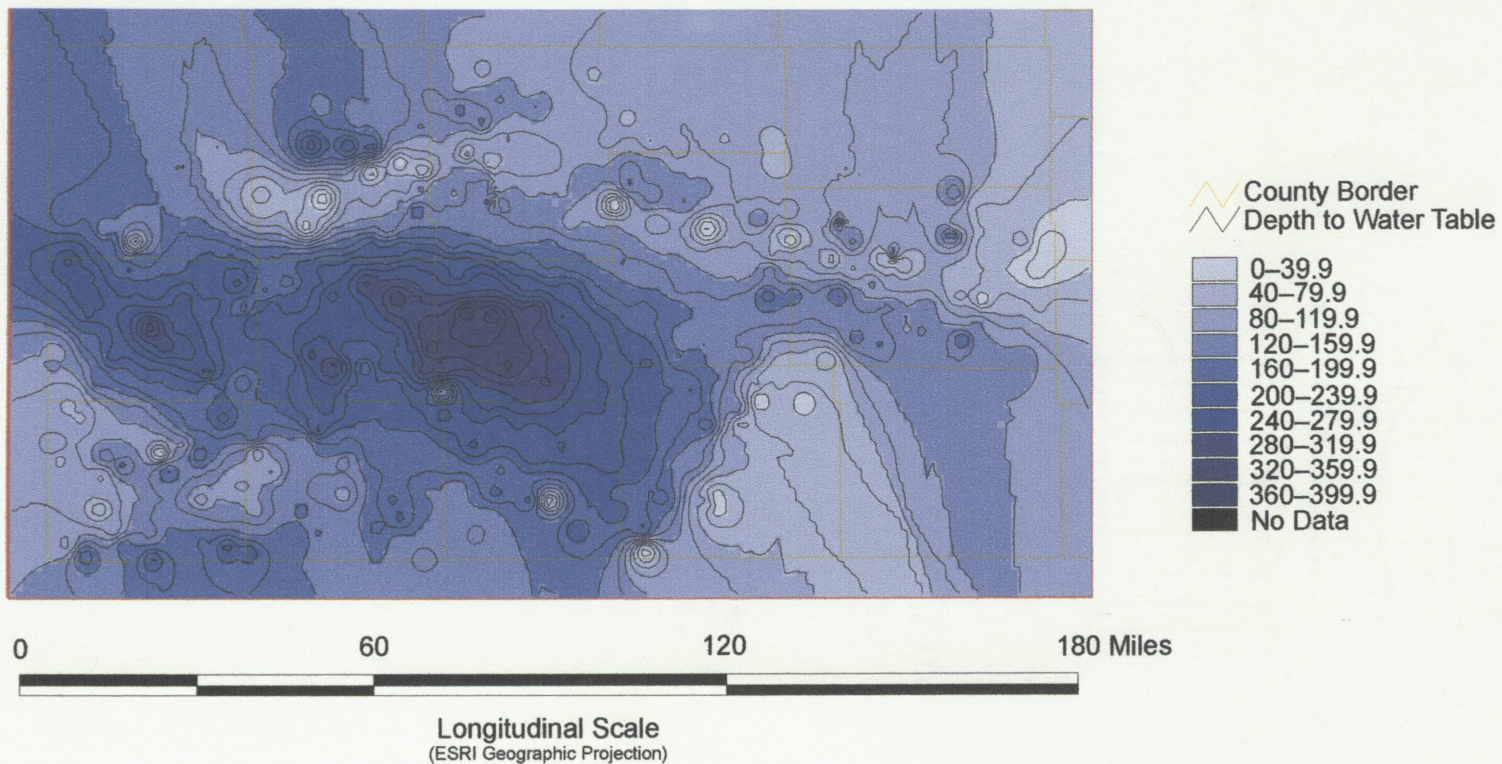 County Border
Depth to Water Table
0–39.9
40–79.9
80–119.9
120–159.9
160–199.9
200–239.9
240–279.9
280–319.9
320–359.9
360–399.9
No Data
0 60 120 180 Miles
Longitudinal Scale
(ESRI Geographic Projection)